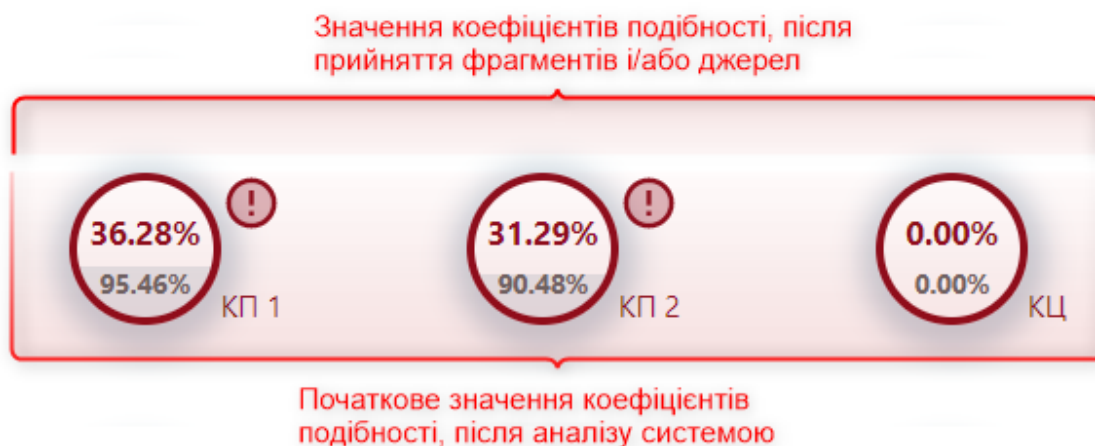 Значення коефіцієнтів подібності, після
прийняття фрагментів і/або джерел
36.28%
95.46%
!
КП 1
31.29%
90.48%
!
КП 2
0.00%
0.00%
КЦ
Початкове значення коефіцієнтів
подібності, після аналізу системою